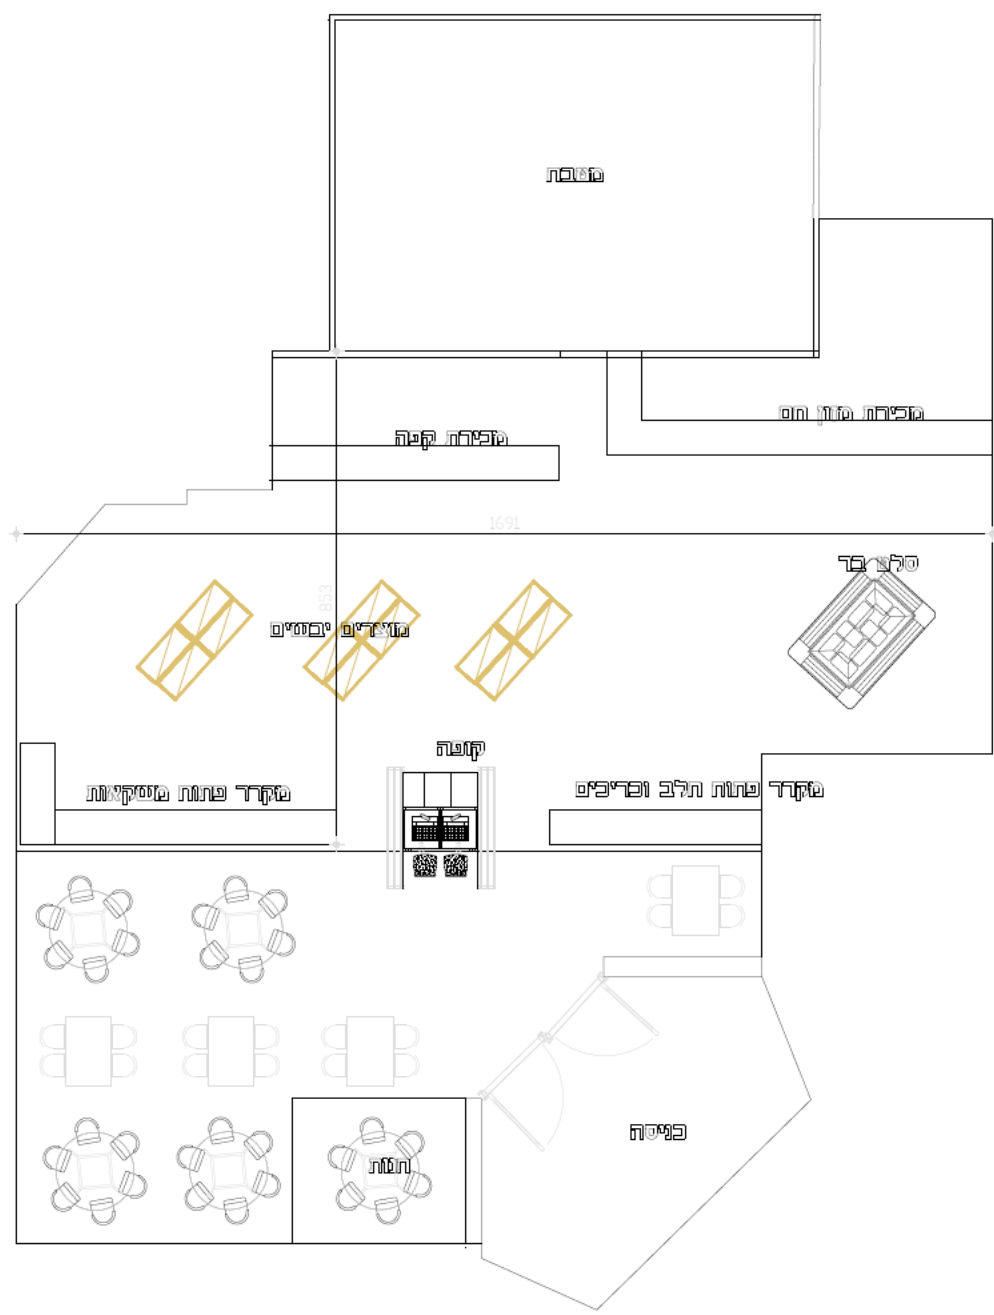 מטבח
מכירת מזון חם
מכירת קפה
1691
סלט בר
853
מוצרים יבשים
קופה
מקרר פתוח משקאות
מקרר פתוח חלב וכריכים
כניסה
חנות